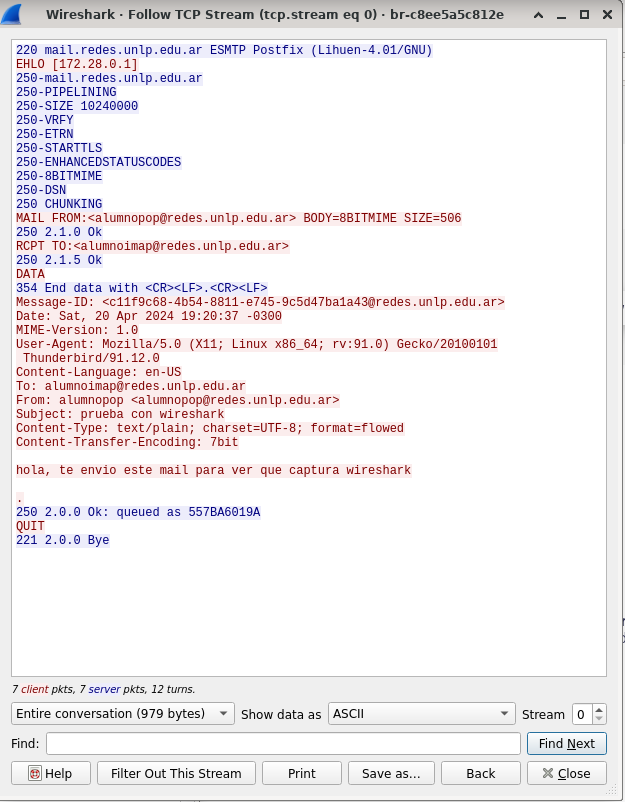 Wireshark · Follow TCP Stream (tcp.stream eq 0) · br-c8ee5a5c812e
220 mail.redes.unlp.edu.ar ESMTP Postfix (Lihuen-4.01/GNU)
EHLO [172.28.0.1]
250-mail.redes.unlp.edu.ar
250-PIPELINING
250-SIZE 10240000
250-VRFY
250-ETRN
250-STARTTLS
250-ENHANCEDSTATUSCODES
250-8BITMIME
250-DSN
250 CHUNKING
MAIL FROM:<alumnopop@redes.unlp.edu.ar> BODY=8BITMIME SIZE=506
250 2.1.0 Ok
RCPT TO:<alumnoimap@redes.unlp.edu.ar>
250 2.1.5 Ok
DATA
354 End data with <CR><LF>.<CR><LF>
Message-ID: <c11f9c68-4b54-8811-e745-9c5d47ba1a43@redes.unlp.edu.ar>
Date: Sat, 20 Apr 2024 19:20:37 -0300
MIME-Version: 1.0
User-Agent: Mozilla/5.0 (X11; Linux x86_64; rv:91.0) Gecko/20100101
Thunderbird/91.12.0
Content-Language: en-US
To: alumnoimap@redes.unlp.edu.ar
From: alumnopop <alumnopop@redes.unlp.edu.ar>
Subject: prueba con wireshark
Content-Type: text/plain; charset=UTF-8; format=flowed
Content-Transfer-Encoding: 7bit
hola, te envio este mail para ver que captura wireshark
.
250 2.0.0 Ok: queued as 557BA6019A
QUIT
221 2.0.0 Bye
7 client pkts, 7 server pkts, 12 turns.
Entire conversation (979 bytes) Show data as ASCII Stream 0
Find: Find Next
Help Filter Out This Stream Print Save as... Back Close